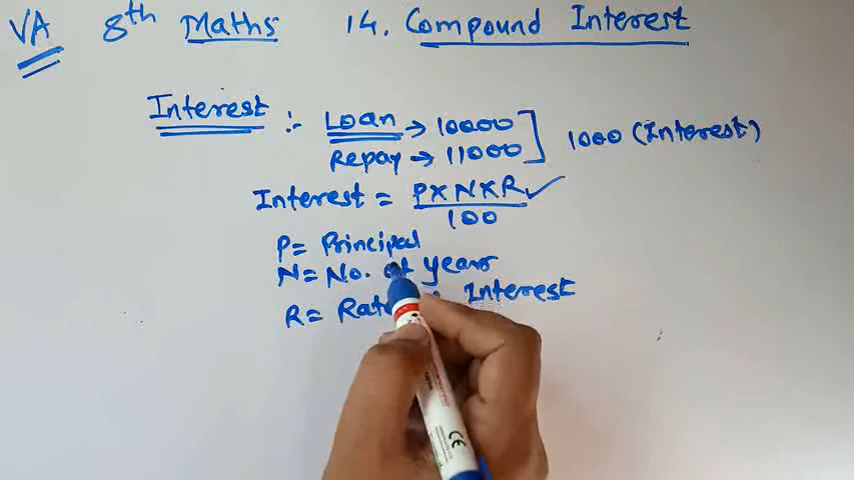 VA 8th Maths 14. Compound Interest
Interest :- Loan → 10000
Repay → 11000 ] 1000 (Interest)
Interest = P×N×R ✓
100
P = Principal
N = No. of years
R = Rate Interest